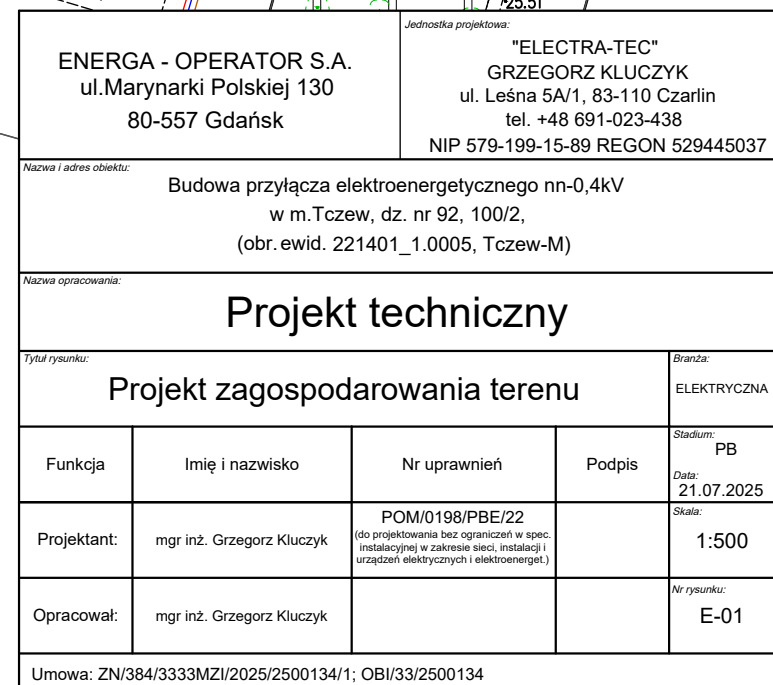 25.51
ENERGA - OPERATOR S.A.
ul.Marynarki Polskiej 130
80-557 Gdańsk
Jednostka projektowa:
"ELECTRA-TEC"
GRZEGORZ KLUCZYK
ul. Leśna 5A/1, 83-110 Czarlin
tel. +48 691-023-438
NIP 579-199-15-89 REGON 529445037
Nazwa i adres obiektu:
Budowa przyłącza elektroenergetycznego nn-0,4kV
w m.Tczew, dz. nr 92, 100/2,
(obr. ewid. 221401_1.0005, Tczew-M)
Nazwa opracowania:
Projekt techniczny
Tytuł rysunku:
Projekt zagospodarowania terenu
Branża:
ELEKTRYCZNA
Funkcja
Imię i nazwisko
Nr uprawnień
Podpis
Stadium:
PB
Data:
21.07.2025
Projektant:
mgr inż. Grzegorz Kluczyk
POM/0198/PBE/22
(do projektowania bez ograniczeń w spec.
instalacyjnej w zakresie sieci, instalacji i
urządzeń elektrycznych i elektroenerget.)
Skala:
1:500
Opracował:
mgr inż. Grzegorz Kluczyk
Nr rysunku:
E-01
Umowa: ZN/384/3333MZI/2025/2500134/1; OBI/33/2500134